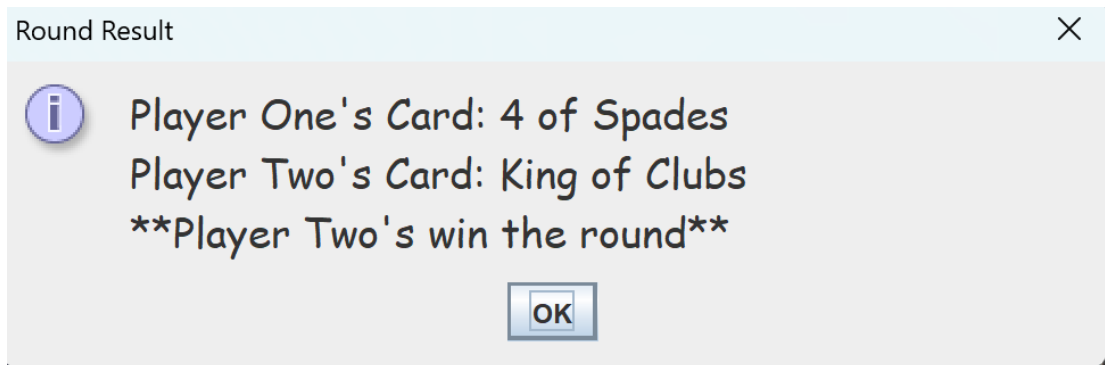 Round Result
Player One's Card: 4 of Spades
Player Two's Card: King of Clubs
**Player Two's win the round**
OK